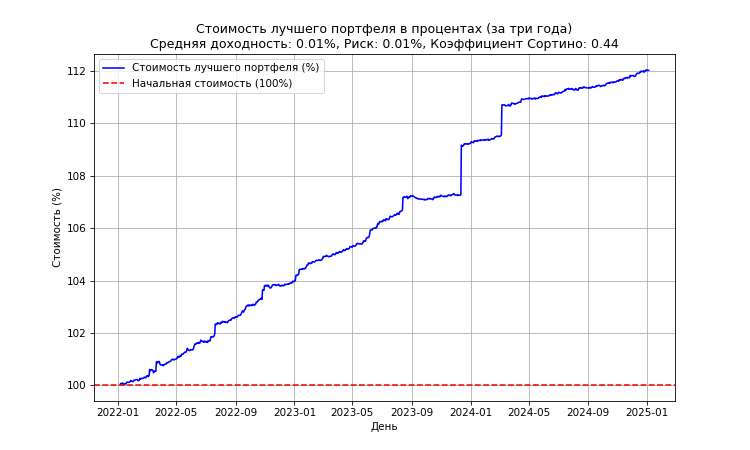 Стоимость лучшего портфеля в процентах (за три года)
Средняя доходность: 0.01%, Риск: 0.01%, Коэффициент Сортино: 0.44
Стоимость лучшего портфеля (%)
Начальная стоимость (100%)
Стоимость (%)
112
110
108
106
104
102
100
2022-01 2022-05 2022-09 2023-01 2023-05 2023-09 2024-01 2024-05 2024-09 2025-01
День